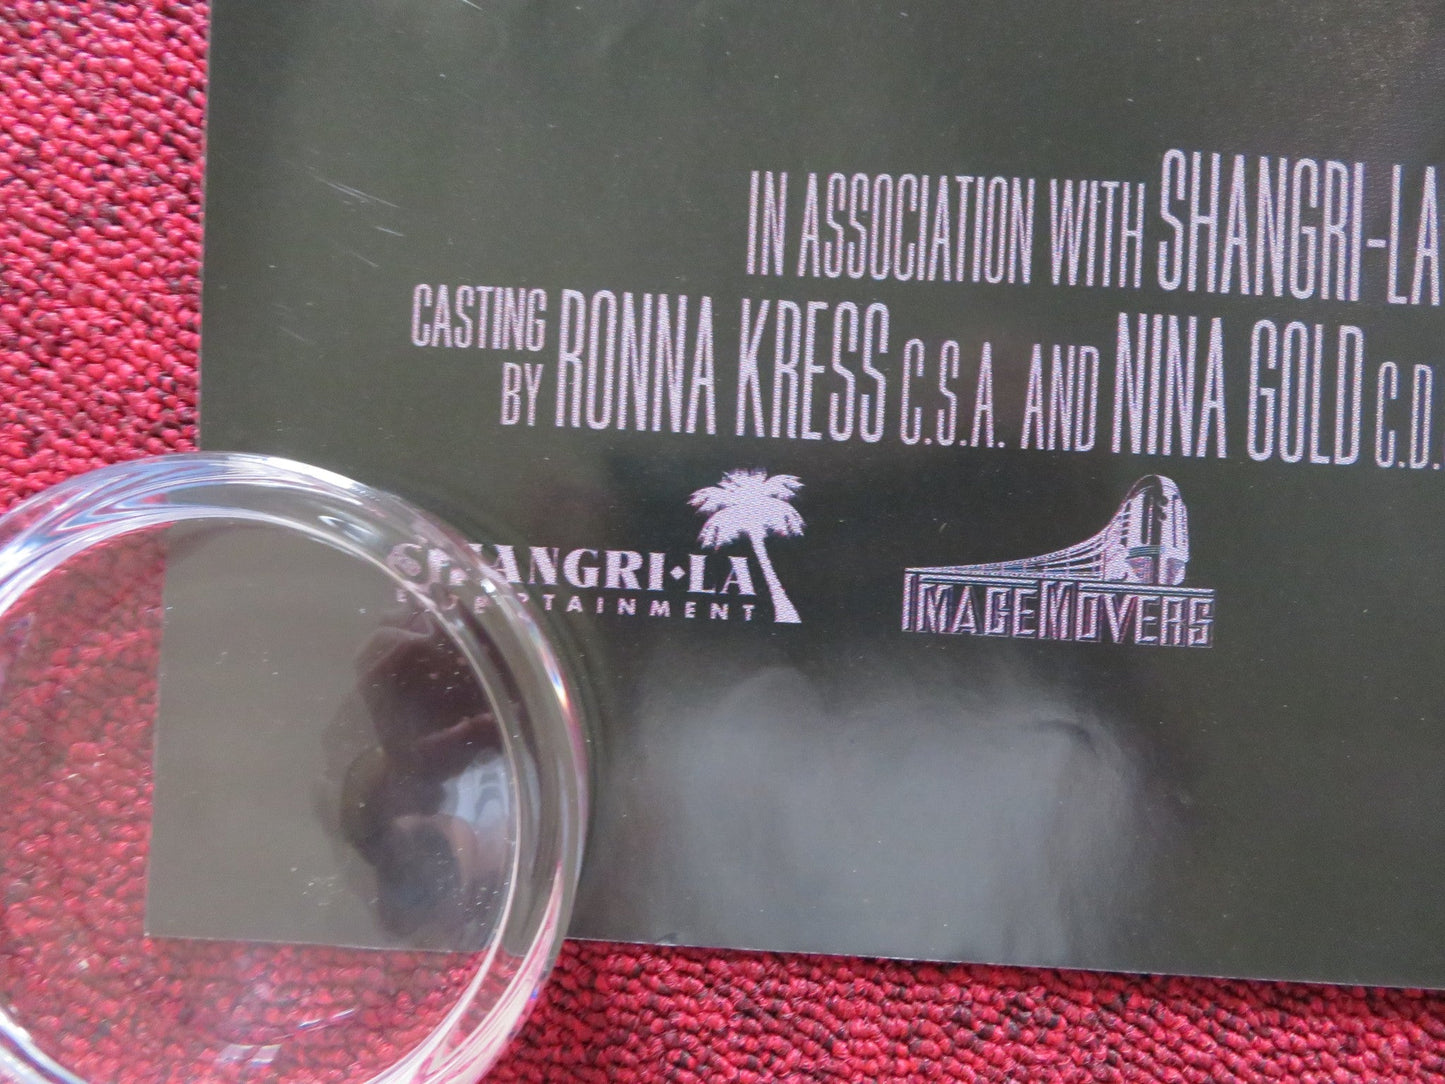 IN ASSOCIATION WITH SHANGRI-LA
CASTING BY RONNA KRESS C.S.A. AND NINA GOLD C.D.
SHANGRI·LA
ENTERTAINMENT
IMAGEMOVERS